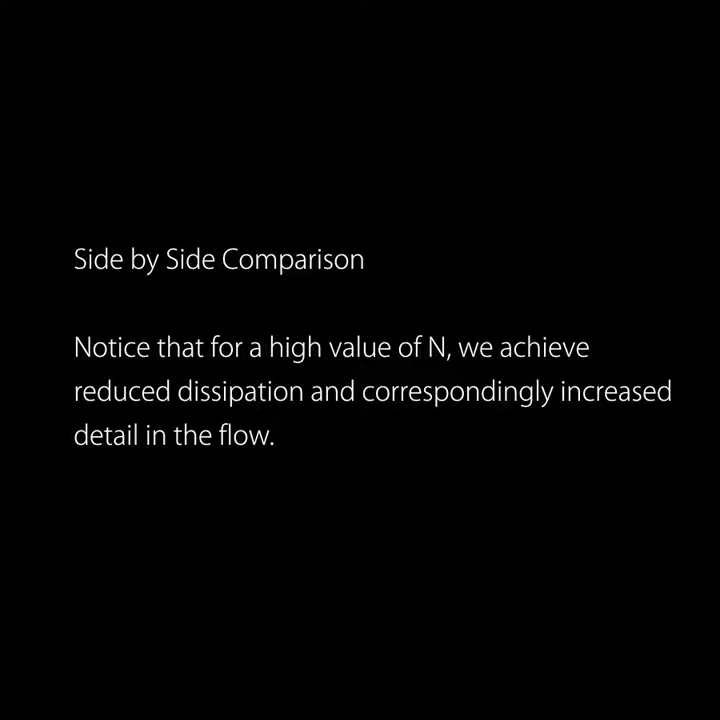 Side by Side Comparison
Notice that for a high value of N, we achieve
reduced dissipation and correspondingly increased
detail in the flow.